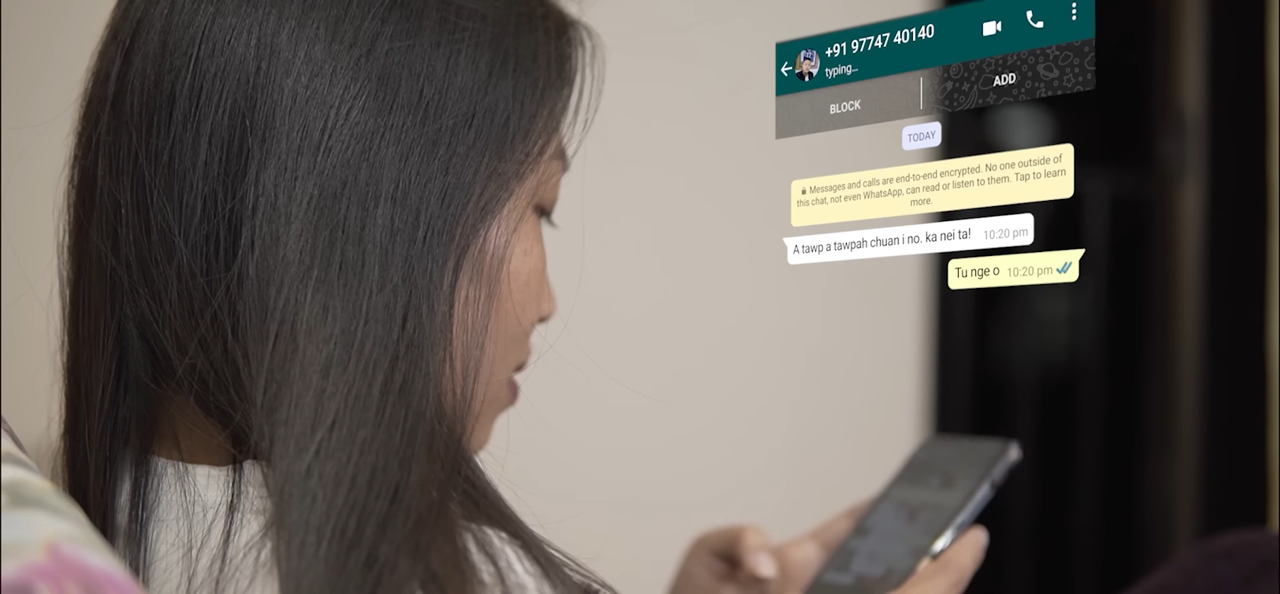 +91 97747 40140
typing...
BLOCK
ADD
TODAY
Messages and calls are end-to-end encrypted. No one outside of
this chat, not even WhatsApp, can read or listen to them. Tap to learn
more.
A tawp a tawpah chuan i no. ka nei ta! 10:20 pm
Tu nge o 10:20 pm